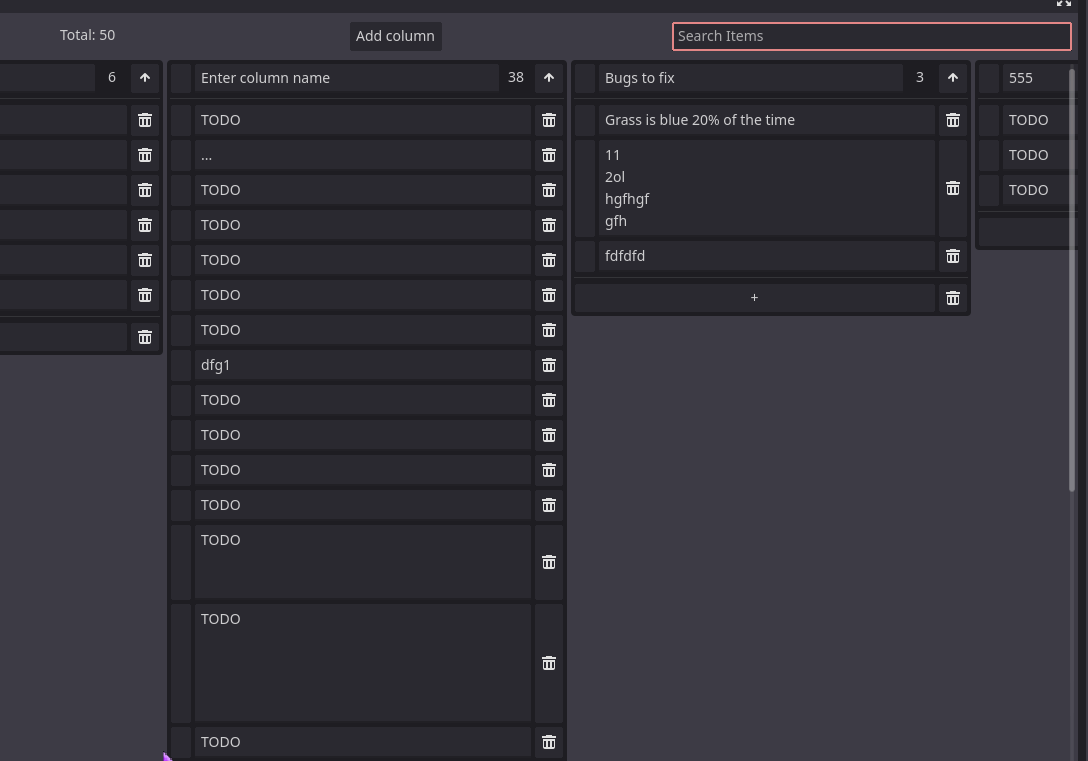 Total: 50
Add column
Search Items
6
Enter column name
38
TODO
...
TODO
TODO
TODO
TODO
TODO
dfg1
TODO
TODO
TODO
TODO
TODO
TODO
TODO
Bugs to fix
3
Grass is blue 20% of the time
11
2ol
hgfhgf
gfh
fdfdfd
+
555
TODO
TODO
TODO